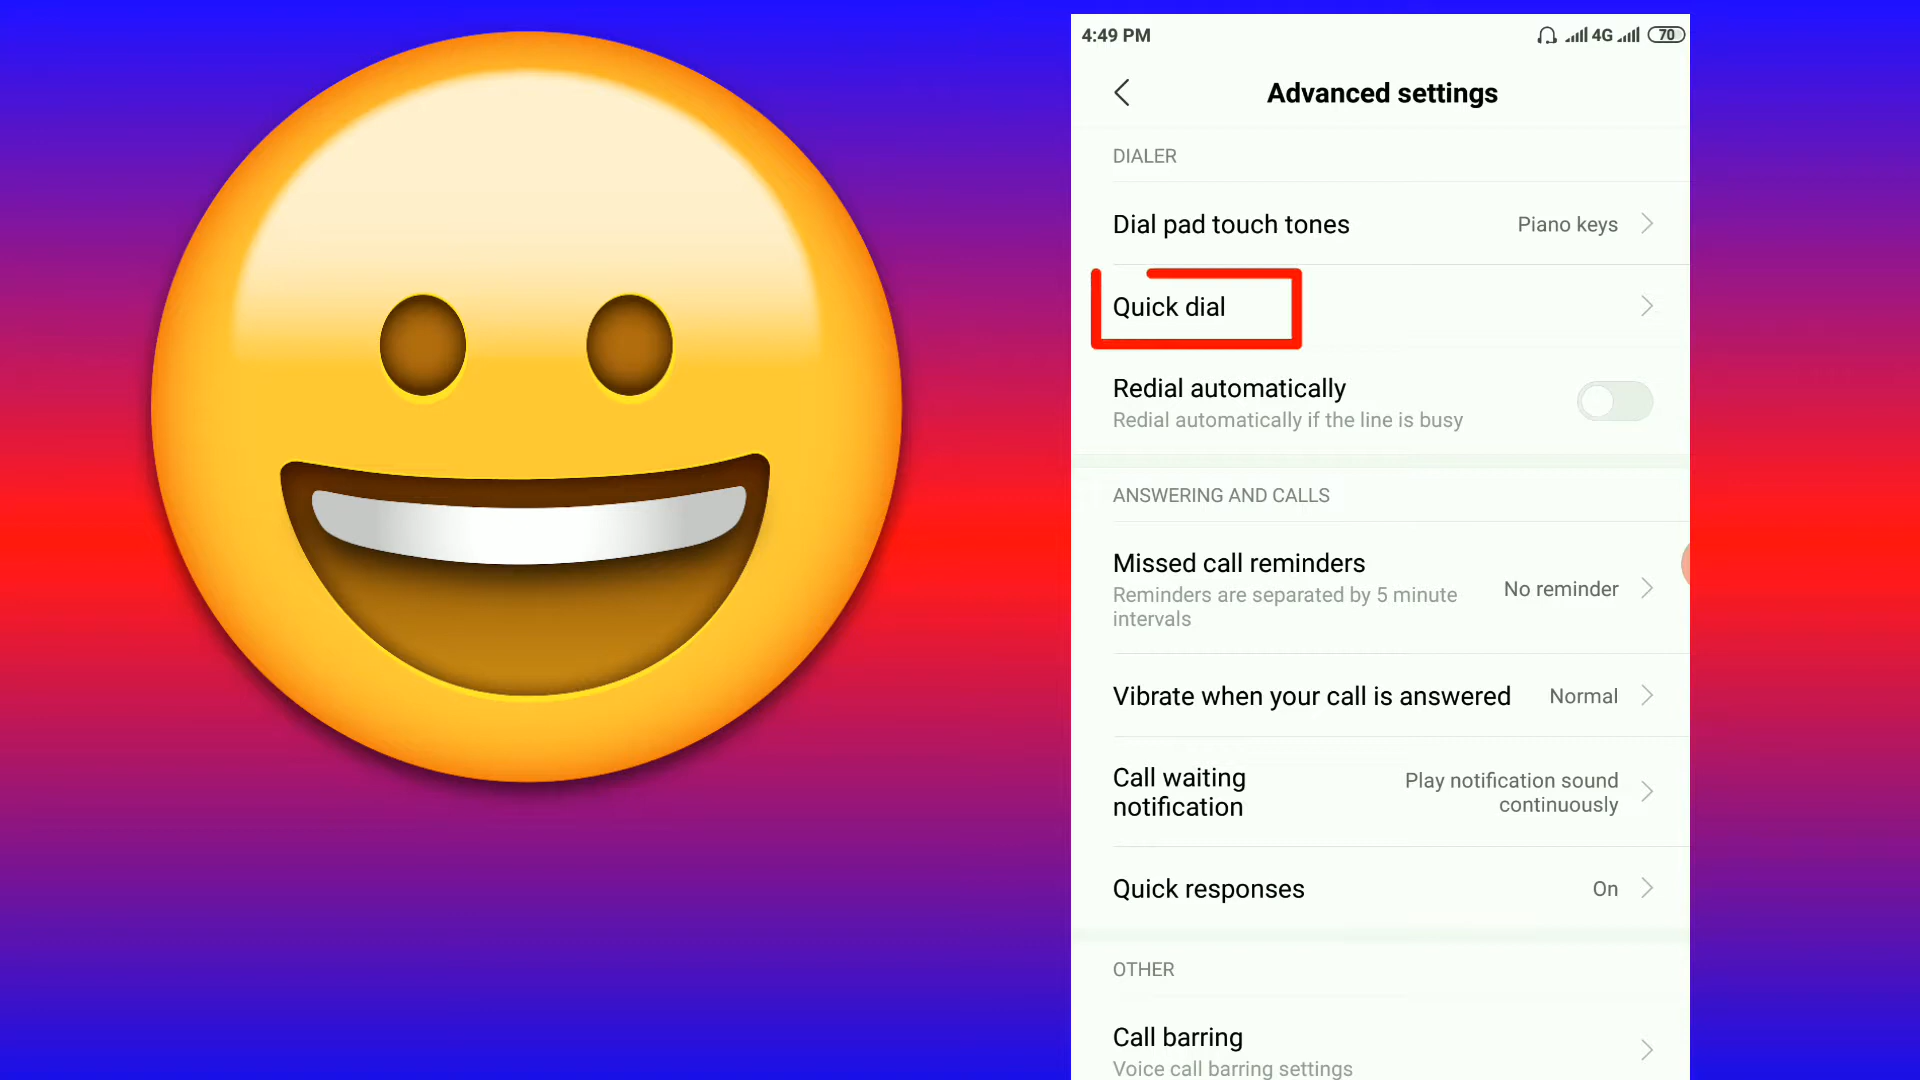 4:49 PM
4G
70
Advanced settings
DIALER
Dial pad touch tones
Piano keys
Quick dial
Redial automatically
Redial automatically if the line is busy
ANSWERING AND CALLS
Missed call reminders
Reminders are separated by 5 minute
intervals
No reminder
Vibrate when your call is answered
Normal
Call waiting
notification
Play notification sound
continuously
Quick responses
On
OTHER
Call barring
Voice call barring settings